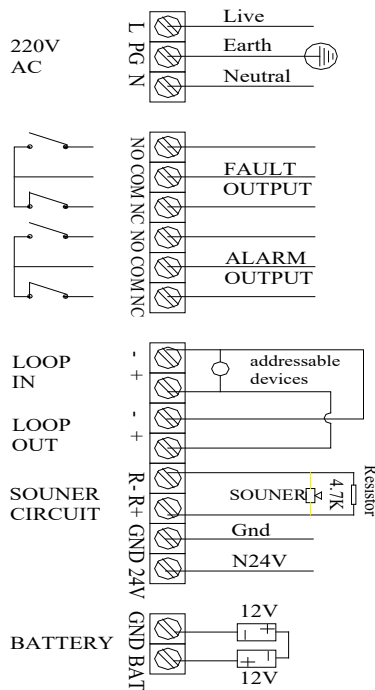 220V
AC
L PG N
Live
Earth
Neutral
NO COM NC NO COM NC
FAULT
OUTPUT
ALARM
OUTPUT
LOOP
IN
- +
addressable
devices
LOOP
OUT
- +
SOUNER
CIRCUIT
R- R+ GND 24V
SOUNER
4.7K
Resistor
Gnd
N24V
BATTERY
GND BAT
12V
- +
+ -
12V